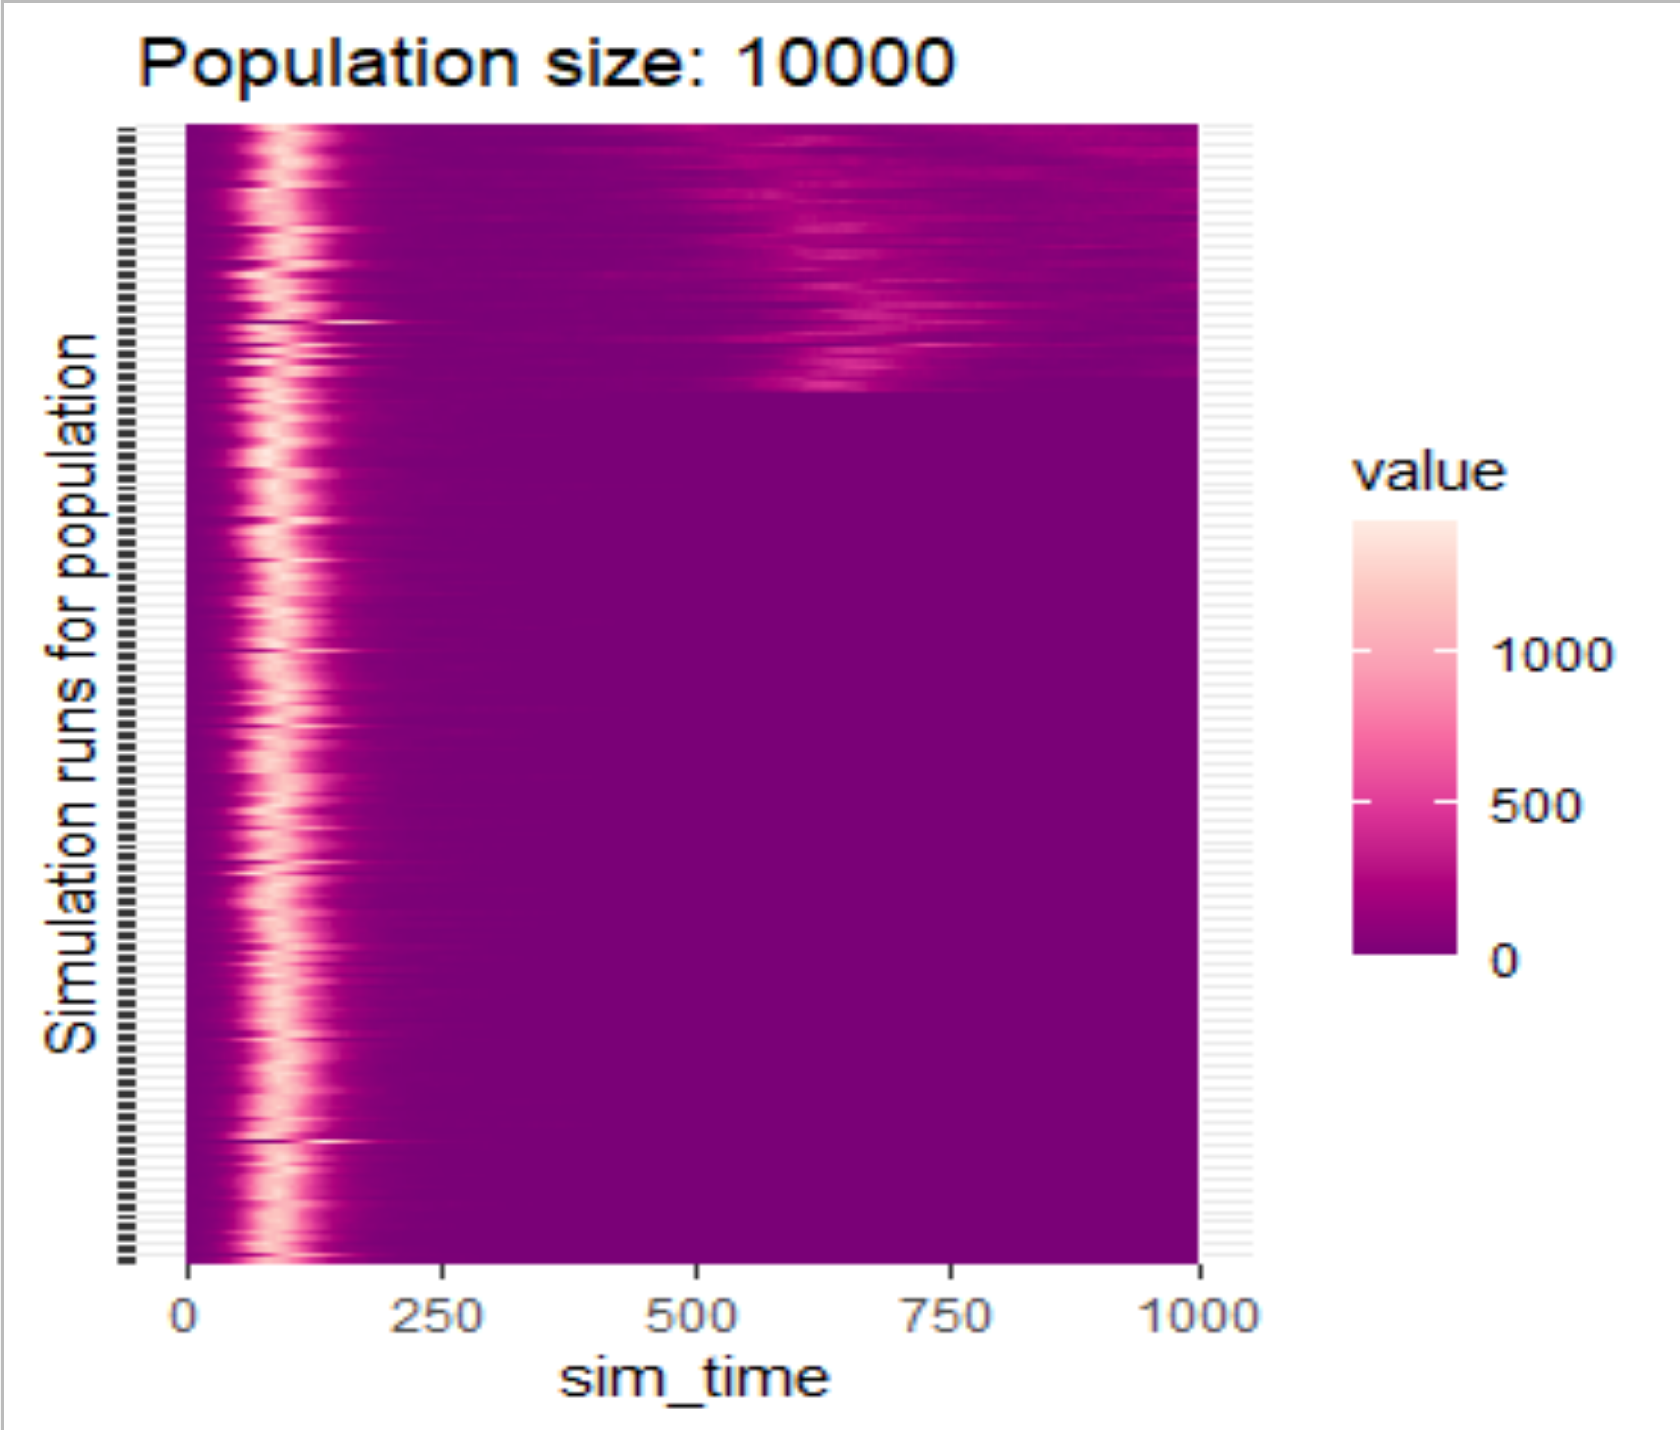 Population size: 10000
Simulation runs for population
value
1000
500
0
0 250 500 750 1000
sim_time